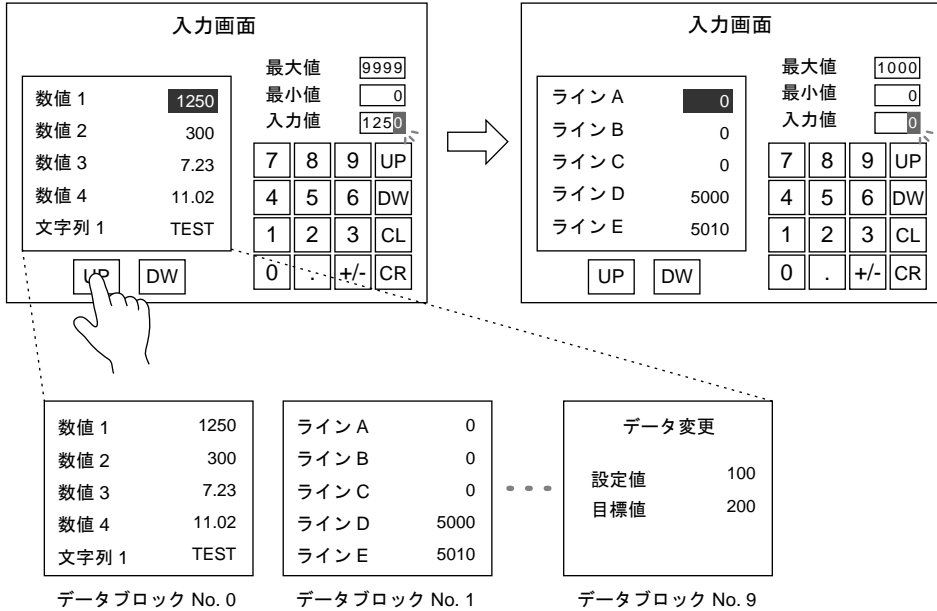 入力画面
最大値 9999
最小値 0
入力値 1250
数値 1 1250
数値 2 300
数値 3 7.23
数値 4 11.02
文字列 1 TEST
UP DW
7 8 9 UP
4 5 6 DW
1 2 3 CL
0 . +/- CR
入力画面
最大値 1000
最小値 0
入力値 0
ライン A 0
ライン B 0
ライン C 0
ライン D 5000
ライン E 5010
UP DW
7 8 9 UP
4 5 6 DW
1 2 3 CL
0 . +/- CR
数値 1 1250
数値 2 300
数値 3 7.23
数値 4 11.02
文字列 1 TEST
データブロック No. 0
ライン A 0
ライン B 0
ライン C 0
ライン D 5000
ライン E 5010
データブロック No. 1
データ変更
設定値 100
目標値 200
データブロック No. 9